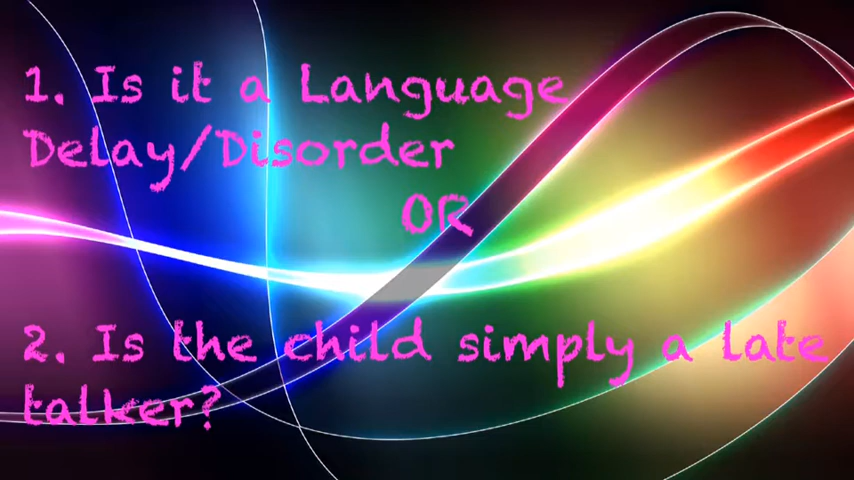 1. Is it a Language
Delay/Disorder
OR
2. Is the child simply a late
talker?